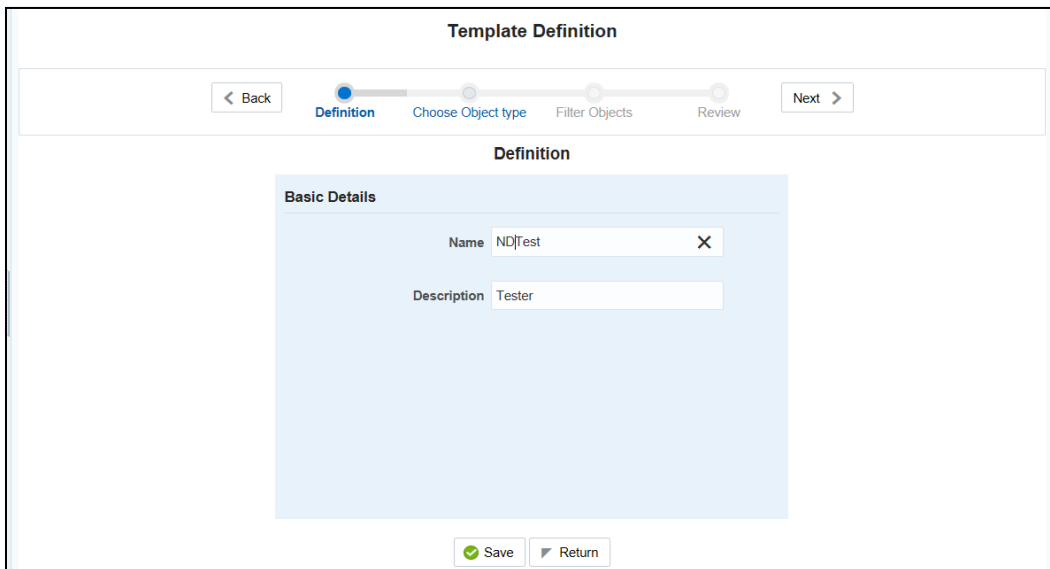 Template Definition
Back
Next
Definition Choose Object type Filter Objects Review
Definition
Basic Details
Name NDTest
Description Tester
Save Return